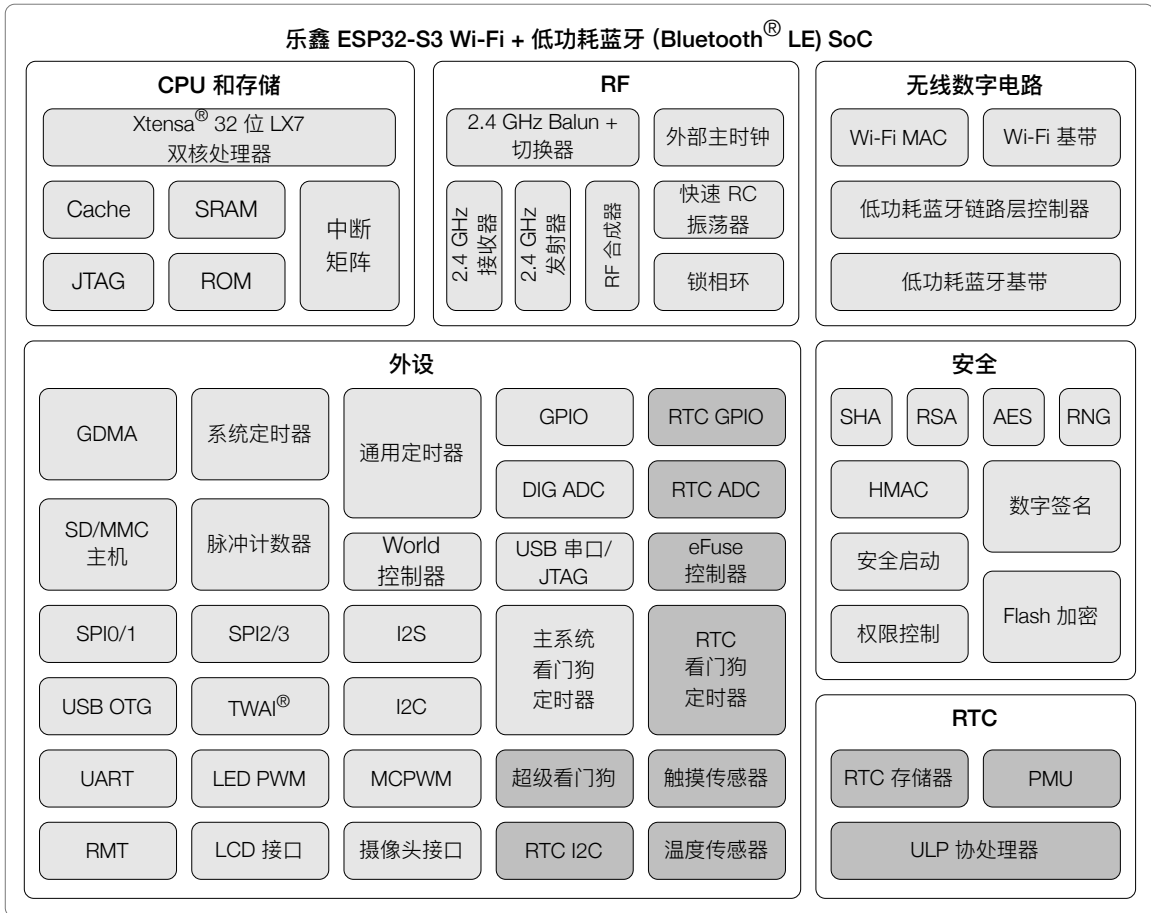 乐鑫 ESP32-S3 Wi-Fi + 低功耗蓝牙 (Bluetooth® LE) SoC
CPU 和存储
Xtensa® 32 位 LX7
双核处理器
Cache
SRAM
中断
矩阵
JTAG
ROM
RF
2.4 GHz Balun +
切换器
外部主时钟
2.4 GHz
接收器
2.4 GHz
发射器
RF 合成器
快速 RC
振荡器
锁相环
无线数字电路
Wi-Fi MAC
Wi-Fi 基带
低功耗蓝牙链路层控制器
低功耗蓝牙基带
外设
GDMA
系统定时器
通用定时器
GPIO
RTC GPIO
DIG ADC
RTC ADC
SD/MMC
主机
脉冲计数器
World
控制器
USB 串口/
JTAG
eFuse
控制器
SPI0/1
SPI2/3
I2S
主系统
看门狗
定时器
RTC
看门狗
定时器
USB OTG
TWAI®
I2C
UART
LED PWM
MCPWM
超级看门狗
触摸传感器
RMT
LCD 接口
摄像头接口
RTC I2C
温度传感器
安全
SHA
RSA
AES
RNG
HMAC
数字签名
安全启动
Flash 加密
权限控制
RTC
RTC 存储器
PMU
ULP 协处理器